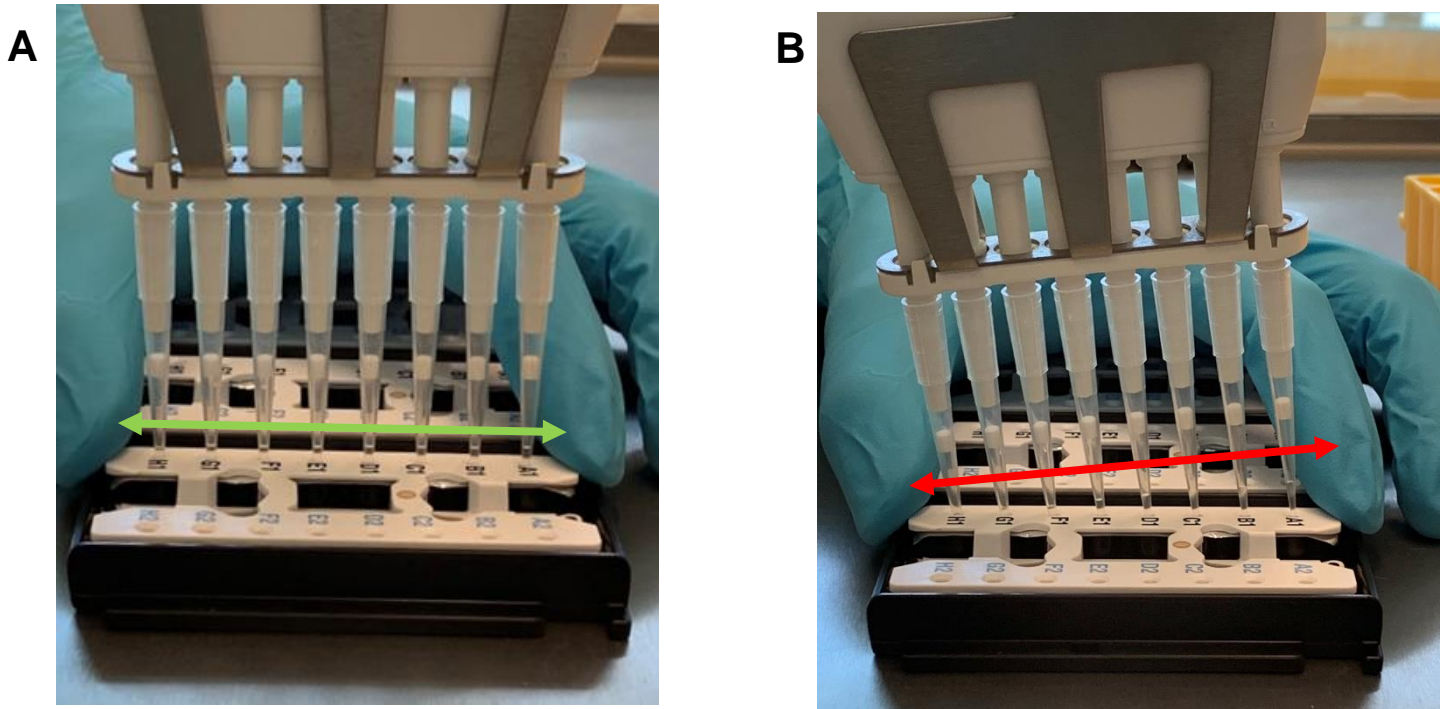 A
B
H1 G1 F1 E1 D1 C1 B1 A1
H2 G2 F2 E2 D2 C2 B2 A2
H1 G1 F1 E1 D1 C1 B1 A1
H2 G2 F2 E2 D2 C2 B2 A2